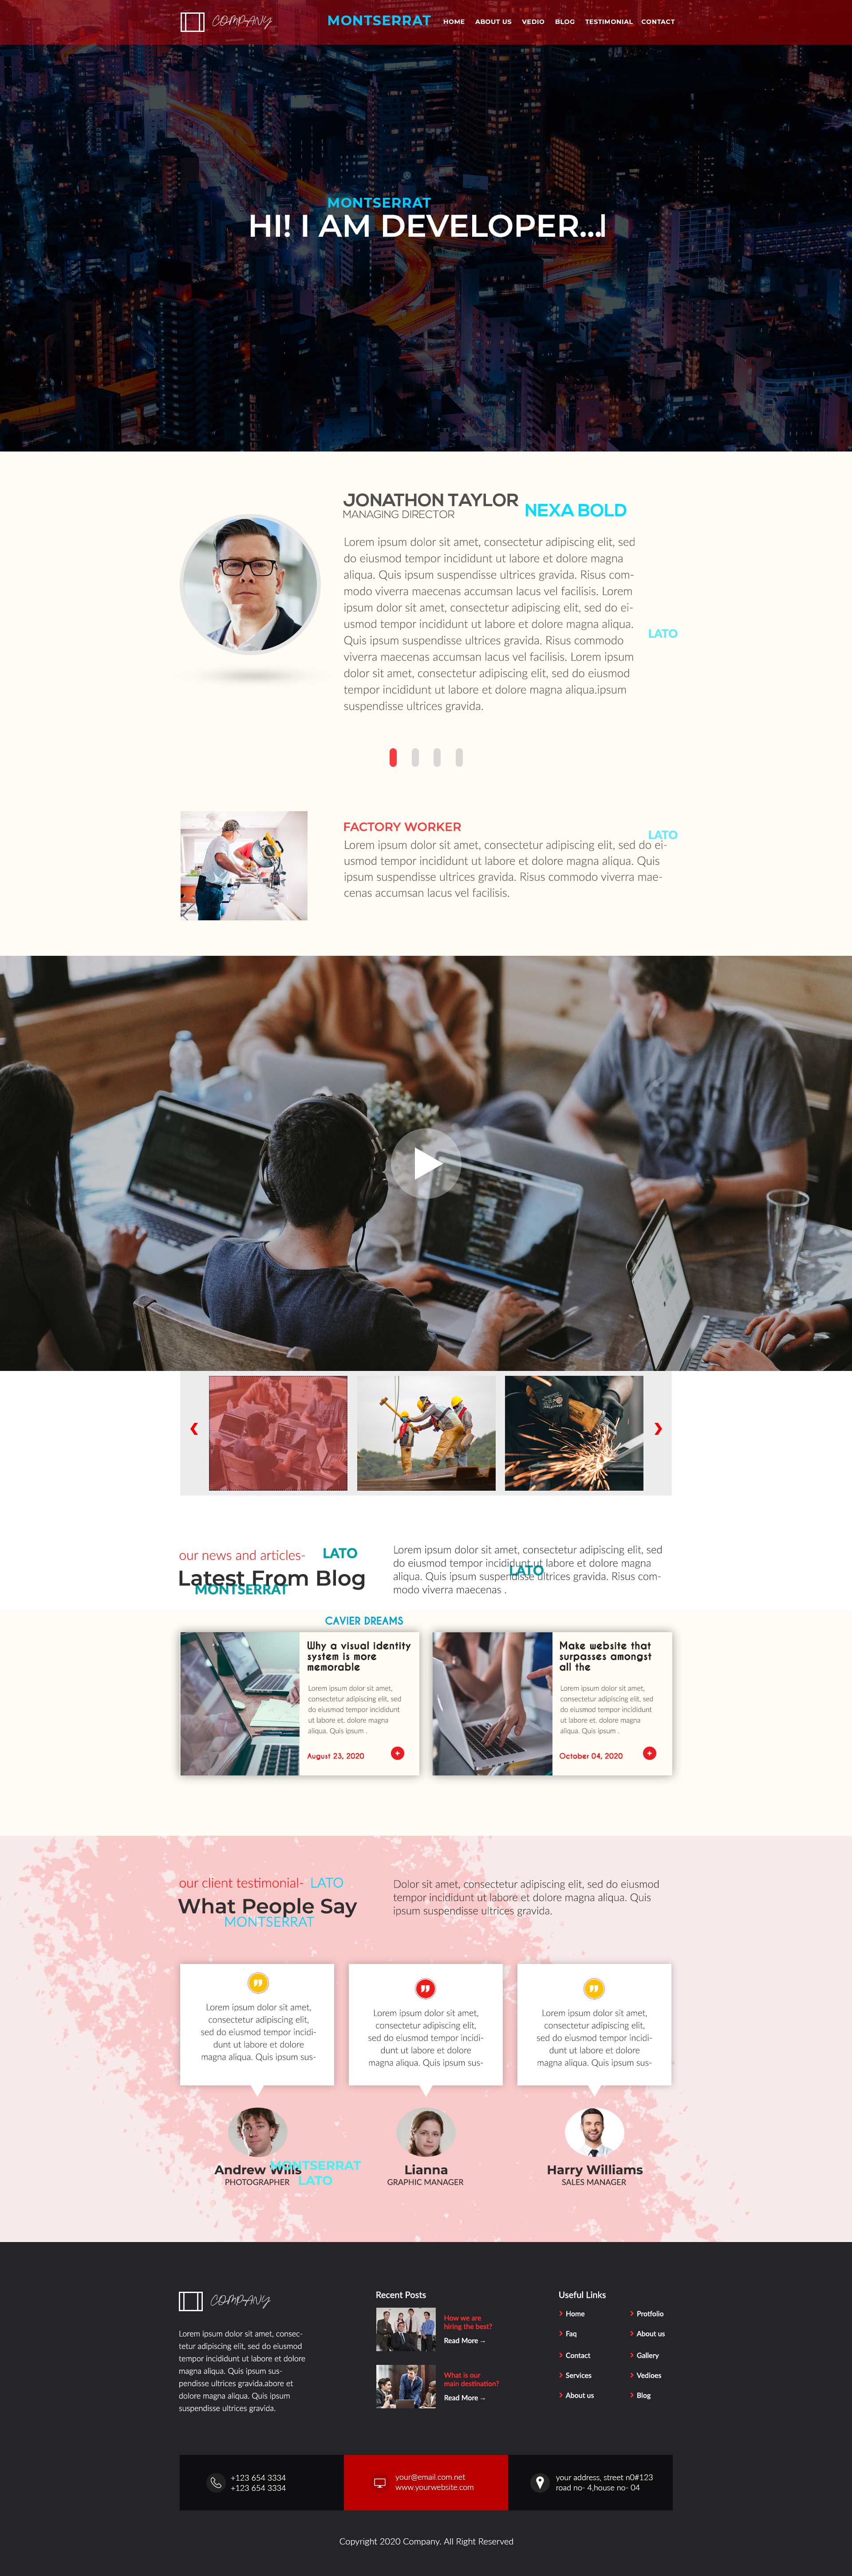 COMPANY
MONTSERRAT
HOME ABOUT US VEDIO BLOG TESTIMONIAL CONTACT
MONTSERRAT
HI! I AM DEVELOPER...|
JONATHON TAYLOR
MANAGING DIRECTOR
NEXA BOLD
Lorem ipsum dolor sit amet, consectetur adipiscing elit, sed
do eiusmod tempor incididunt ut labore et dolore magna
aliqua. Quis ipsum suspendisse ultrices gravida. Risus com-
modo viverra maecenas accumsan lacus vel facilisis. Lorem
ipsum dolor sit amet, consectetur adipiscing elit, sed do ei-
usmod tempor incididunt ut labore et dolore magna aliqua.
Quis ipsum suspendisse ultrices gravida. Risus commodo
viverra maecenas accumsan lacus vel facilisis. Lorem ipsum
dolor sit amet, consectetur adipiscing elit, sed do eiusmod
tempor incididunt ut labore et dolore magna aliqua.ipsum
suspendisse ultrices gravida.
LATO
FACTORY WORKER
LATO
Lorem ipsum dolor sit amet, consectetur adipiscing elit, sed do ei-
usmod tempor incididunt ut labore et dolore magna aliqua. Quis
ipsum suspendisse ultrices gravida. Risus commodo viverra mae-
cenas accumsan lacus vel facilisis.
our news and articles-
LATO
Latest From Blog
MONTSERRAT
Lorem ipsum dolor sit amet, consectetur adipiscing elit, sed
do eiusmod tempor incididunt ut labore et dolore magna
aliqua. Quis ipsum suspendisse ultrices gravida. Risus com-
modo viverra maecenas .
LATO
CAVIER DREAMS
Why a visual identity
system is more
memorable
Lorem ipsum dolor sit amet,
consectetur adipiscing elit, sed
do eiusmod tempor incididunt
ut labore et. dolore magna
aliqua. Quis ipsum .
August 23, 2020
Make website that
surpasses amongst
all the
Lorem ipsum dolor sit amet,
consectetur adipiscing elit, sed
do eiusmod tempor incididunt
ut labore et. dolore magna
aliqua. Quis ipsum .
October 04, 2020
our client testimonial-
LATO
What People Say
MONTSERRAT
Dolor sit amet, consectetur adipiscing elit, sed do eiusmod
tempor incididunt ut labore et dolore magna aliqua. Quis
ipsum suspendisse ultrices gravida.
Lorem ipsum dolor sit amet,
consectetur adipiscing elit,
sed do eiusmod tempor incidi-
dunt ut labore et dolore
magna aliqua. Quis ipsum sus-
Lorem ipsum dolor sit amet,
consectetur adipiscing elit,
sed do eiusmod tempor incidi-
dunt ut labore et dolore
magna aliqua. Quis ipsum sus-
Lorem ipsum dolor sit amet,
consectetur adipiscing elit,
sed do eiusmod tempor incidi-
dunt ut labore et dolore
magna aliqua. Quis ipsum sus-
Andrew Wills
PHOTOGRAPHER
MONTSERRAT
LATO
Lianna
GRAPHIC MANAGER
Harry Williams
SALES MANAGER
COMPANY
Lorem ipsum dolor sit amet, consec-
tetur adipiscing elit, sed do eiusmod
tempor incididunt ut labore et dolore
magna aliqua. Quis ipsum sus-
pendisse ultrices gravida.abore et
dolore magna aliqua. Quis ipsum
suspendisse ultrices gravida.
Recent Posts
How we are
hiring the best?
Read More →
What is our
main destination?
Read More →
Useful Links
Home
Protfolio
Faq
About us
Contact
Gallery
Services
Vedioes
About us
Blog
+123 654 3334
+123 654 3334
your@email.com.net
www.yourwebsite.com
your address, street n0#123
road no- 4,house no- 04
Copyright 2020 Company. All Right Reserved